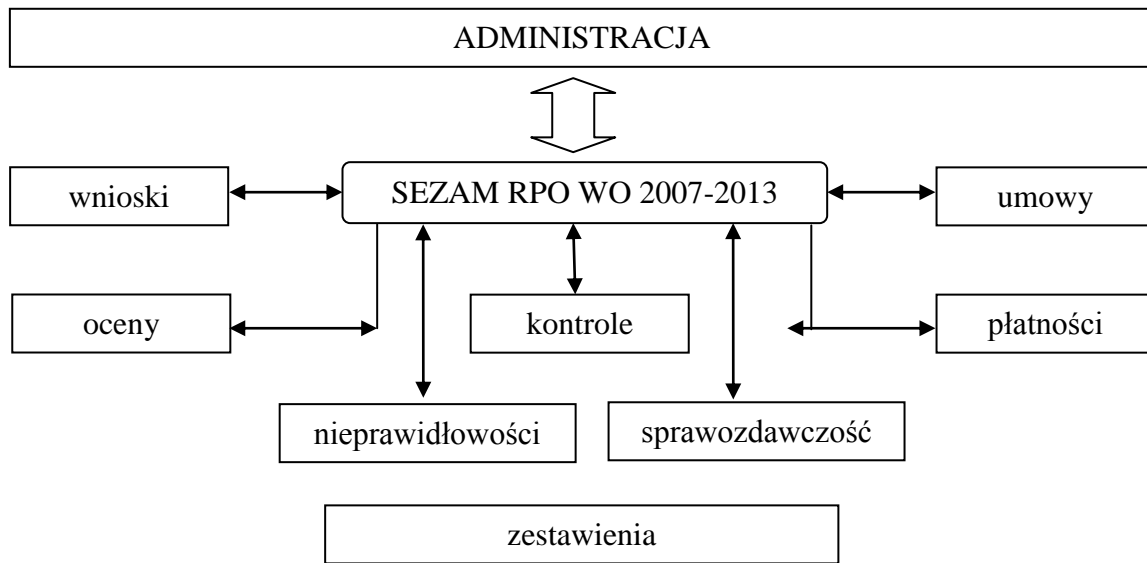 ADMINISTRACJA
wnioski
SEZAM RPO WO 2007-2013
umowy
oceny
kontrole
płatności
nieprawidłowości
sprawozdawczość
zestawienia